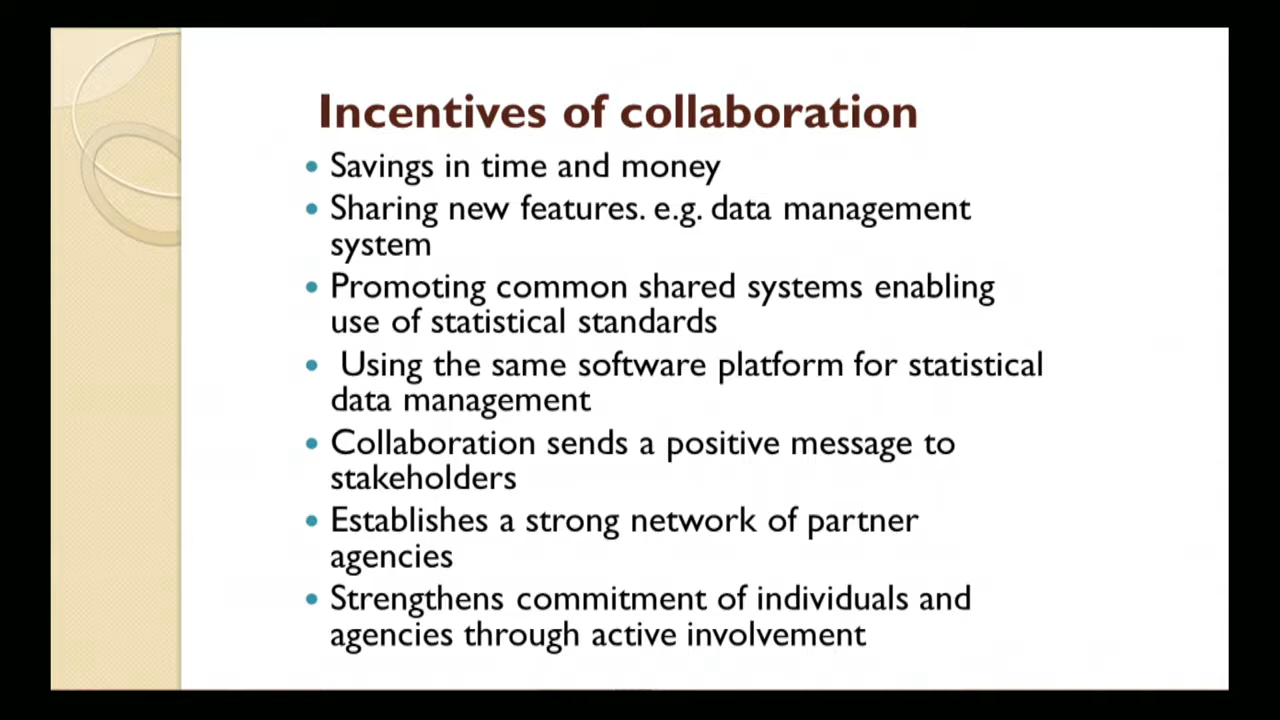 Incentives of collaboration
• Savings in time and money
• Sharing new features. e.g. data management
system
• Promoting common shared systems enabling
use of statistical standards
• Using the same software platform for statistical
data management
• Collaboration sends a positive message to
stakeholders
• Establishes a strong network of partner
agencies
• Strengthens commitment of individuals and
agencies through active involvement